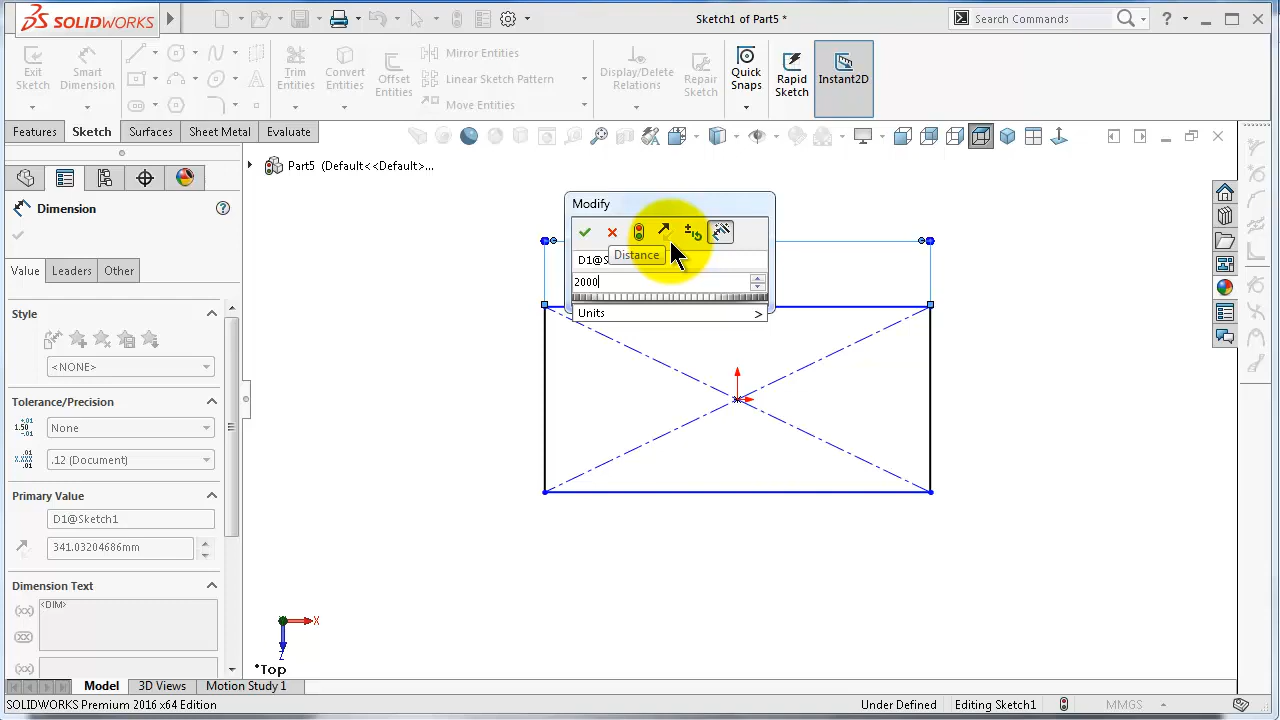 SOLIDWORKS
Sketch1 of Part5 *
Search Commands
?
Exit Sketch
Smart Dimension
Trim Entities
Convert Entities
Offset Entities
Mirror Entities
Linear Sketch Pattern
Move Entities
Display/Delete Relations
Repair Sketch
Quick Snaps
Rapid Sketch
Instant2D
Features
Sketch
Surfaces
Sheet Metal
Evaluate
Part5 (Default<<Default>...
Dimension
?
Value
Leaders
Other
Style
<NONE>
Tolerance/Precision
None
.12 (Document)
Primary Value
D1@Sketch1
341.03204686mm
Dimension Text
<DIM>
Modify
D1@S
Distance
2000
Units >
X
Z
*Top
Model
3D Views
Motion Study 1
SOLIDWORKS Premium 2016 x64 Edition
Under Defined
Editing Sketch1
MMGS